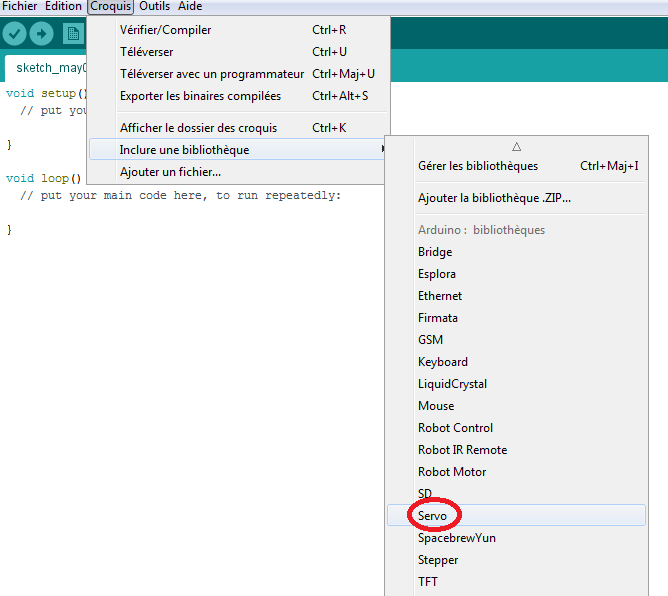 Fichier Edition Croquis Outils Aide
Vérifier/Compiler Ctrl+R
Téléverser Ctrl+U
Téléverser avec un programmateur Ctrl+Maj+U
Exporter les binaires compilées Ctrl+Alt+S
Afficher le dossier des croquis Ctrl+K
Inclure une bibliothèque
Ajouter un fichier...
sketch_may
void setup()
// put you
}
void loop()
// put your main code here, to run repeatedly:
}
△
Gérer les bibliothèques Ctrl+Maj+I
Ajouter la bibliothèque .ZIP...
Arduino : bibliothèques
Bridge
Esplora
Ethernet
Firmata
GSM
Keyboard
LiquidCrystal
Mouse
Robot Control
Robot IR Remote
Robot Motor
SD
Servo
SpacebrewYun
Stepper
TFT